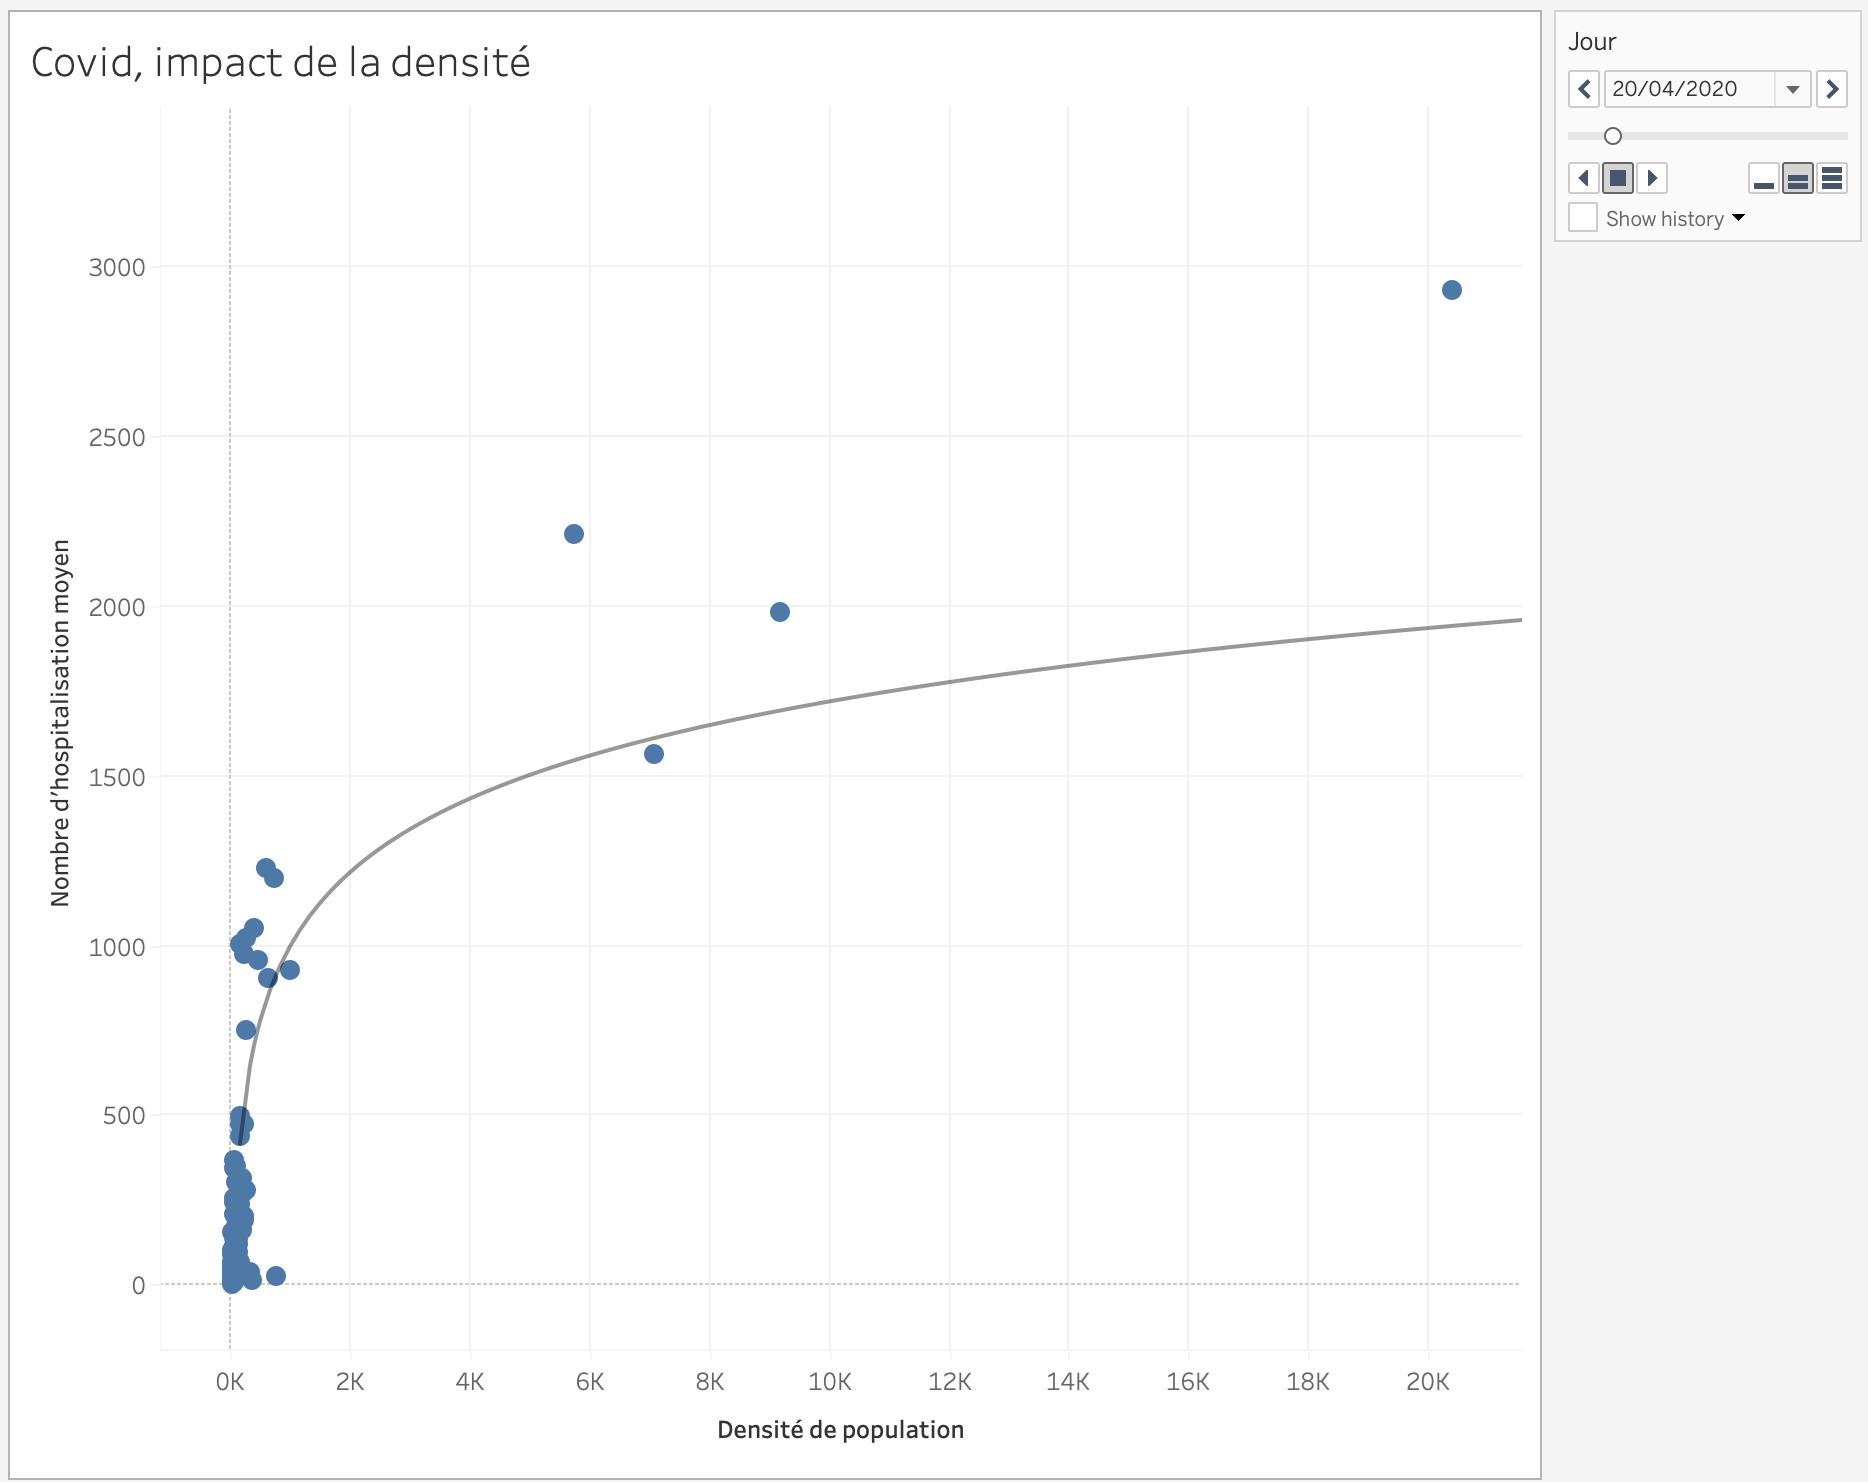 Covid, impact de la densité
Jour
20/04/2020
Show history
Nombre d'hospitalisation moyen
3000
2500
2000
1500
1000
500
0
0K 2K 4K 6K 8K 10K 12K 14K 16K 18K 20K
Densité de population